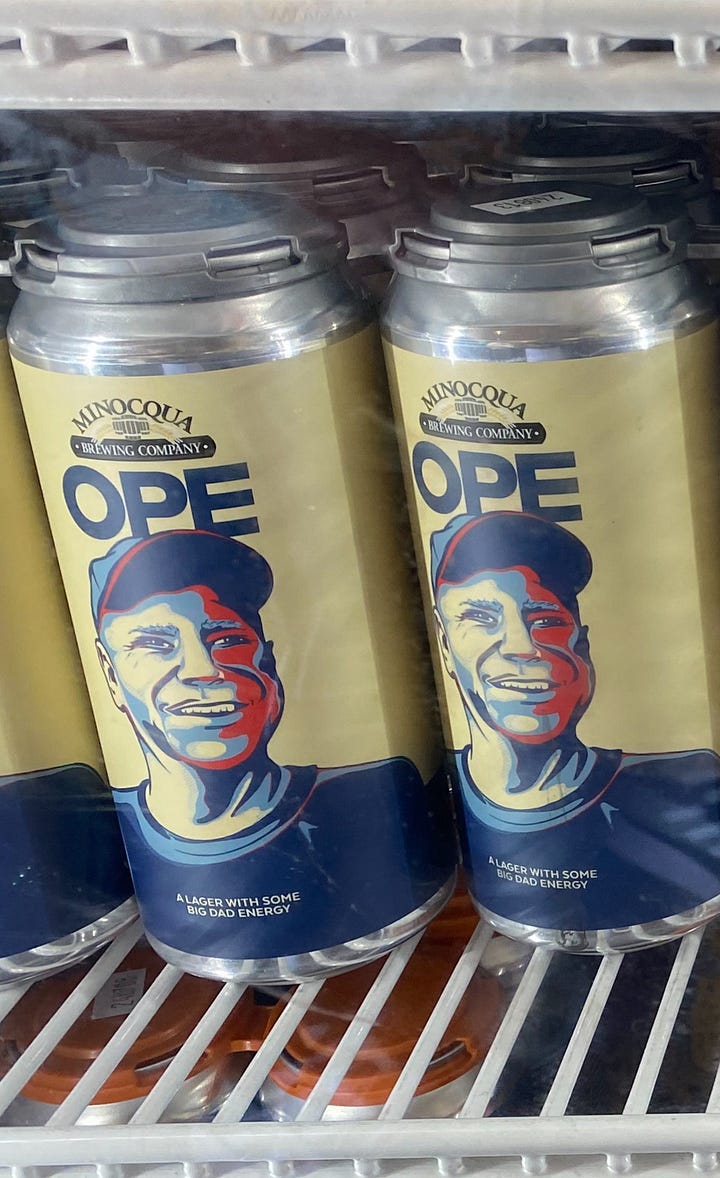 240813
MINOCQUA
BREWING COMPANY
OPE
A LAGER WITH SOME
BIG DAD ENERGY
MINOCQUA
BREWING COMPANY
OPE
A LAGER WITH SOME
BIG DAD ENERGY